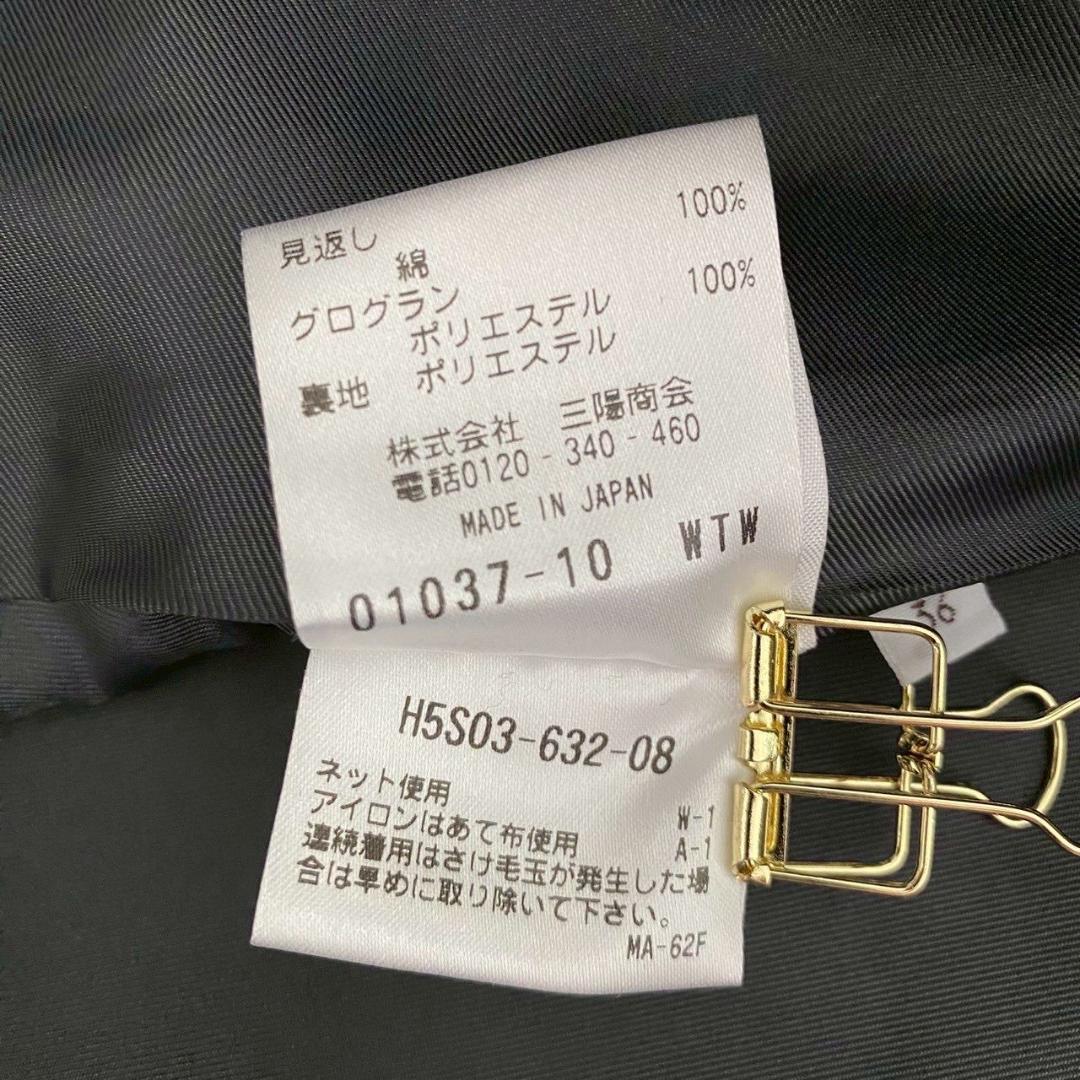 見返し
綿 100%
グログラン
ポリエステル 100%
裏地 ポリエステル
株式会社 三陽商会
電話0120-340-460
MADE IN JAPAN
01037-10 WTW
36
H5S03-632-08
ネット使用
アイロンはあて布使用 W-1
連続着用はさけ毛玉が発生した場 A-1
合は早めに取り除いて下さい。
MA-62F